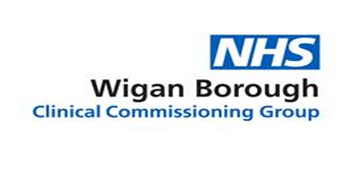 NHS
Wigan Borough
Clinical Commissioning Group